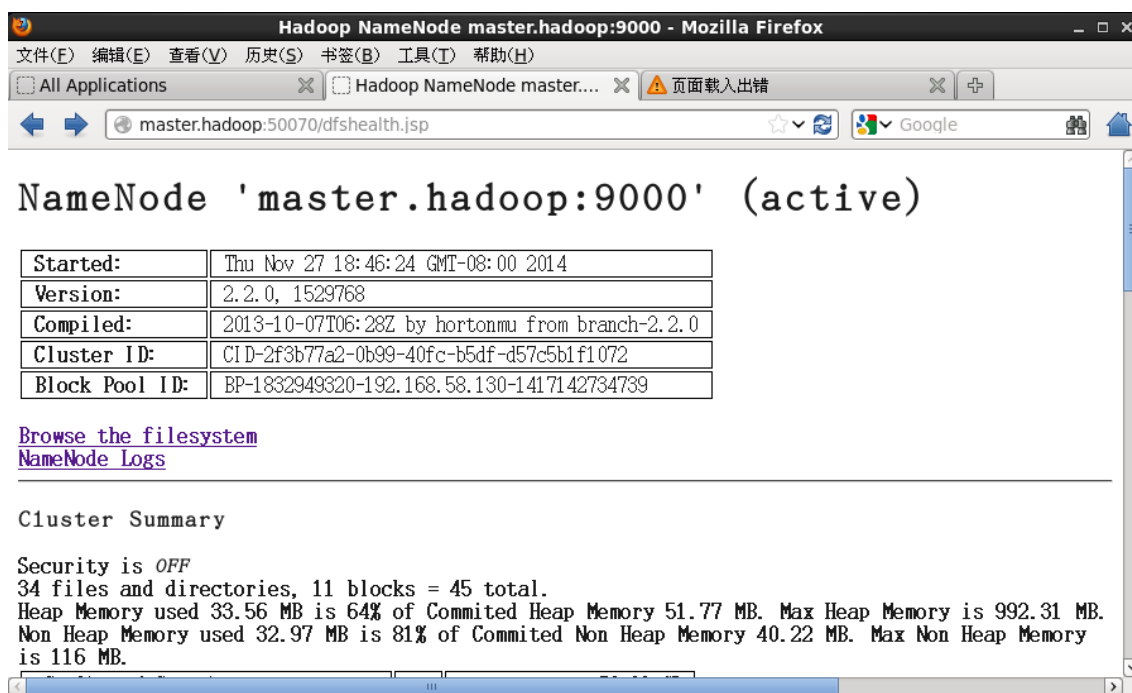 Hadoop NameNode master.hadoop:9000 - Mozilla Firefox
文件(F) 编辑(E) 查看(V) 历史(S) 书签(B) 工具(T) 帮助(H)
All Applications Hadoop NameNode master.... 页面载入出错
master.hadoop:50070/dfshealth.jsp Google
NameNode 'master.hadoop:9000' (active)
Started: Thu Nov 27 18:46:24 GMT-08:00 2014
Version: 2.2.0, 1529768
Compiled: 2013-10-07T06:28Z by hortonmu from branch-2.2.0
Cluster ID: CID-2f3b77a2-0b99-40fc-b5df-d57c5b1f1072
Block Pool ID: BP-1832949320-192.168.58.130-1417142734739
Browse the filesystem
NameNode Logs
Cluster Summary
Security is OFF
34 files and directories, 11 blocks = 45 total.
Heap Memory used 33.56 MB is 64% of Commited Heap Memory 51.77 MB. Max Heap Memory is 992.31 MB.
Non Heap Memory used 32.97 MB is 81% of Commited Non Heap Memory 40.22 MB. Max Non Heap Memory
is 116 MB.